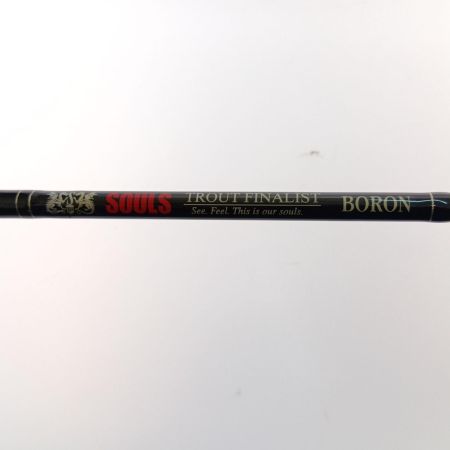 SOULS TROUT FINALIST BORON
See. Feel. This is our souls.